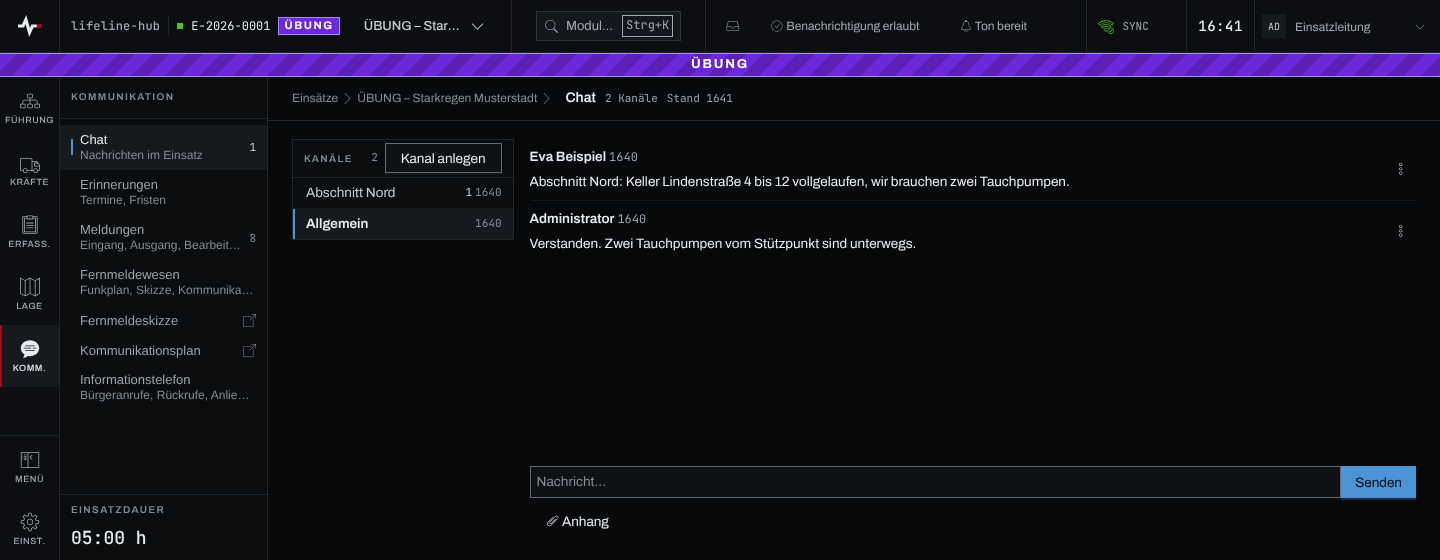 lifeline-hub E-2026-0001 ÜBUNG ÜBUNG – Star… Modul… Strg+K Benachrichtigung erlaubt Ton bereit SYNC 16:41 AD Einsatzleitung
ÜBUNG
FÜHRUNG
KRÄFTE
ERFASS.
LAGE
KOMM.
MENÜ
EINST.
KOMMUNIKATION
Chat
Nachrichten im Einsatz 1
Erinnerungen
Termine, Fristen
Meldungen
Eingang, Ausgang, Bearbeit… 8
Fernmeldewesen
Funkplan, Skizze, Kommunika…
Fernmeldeskizze
Kommunikationsplan
Informationstelefon
Bürgeranrufe, Rückrufe, Anlie…
EINSATZDAUER
05:00 h
Einsätze ÜBUNG – Starkregen Musterstadt Chat 2 Kanäle Stand 1641
KANÄLE 2 Kanal anlegen
Abschnitt Nord 1 1640
Allgemein 1640
Eva Beispiel 1640
Abschnitt Nord: Keller Lindenstraße 4 bis 12 vollgelaufen, wir brauchen zwei Tauchpumpen.
Administrator 1640
Verstanden. Zwei Tauchpumpen vom Stützpunkt sind unterwegs.
Nachricht… Senden
Anhang